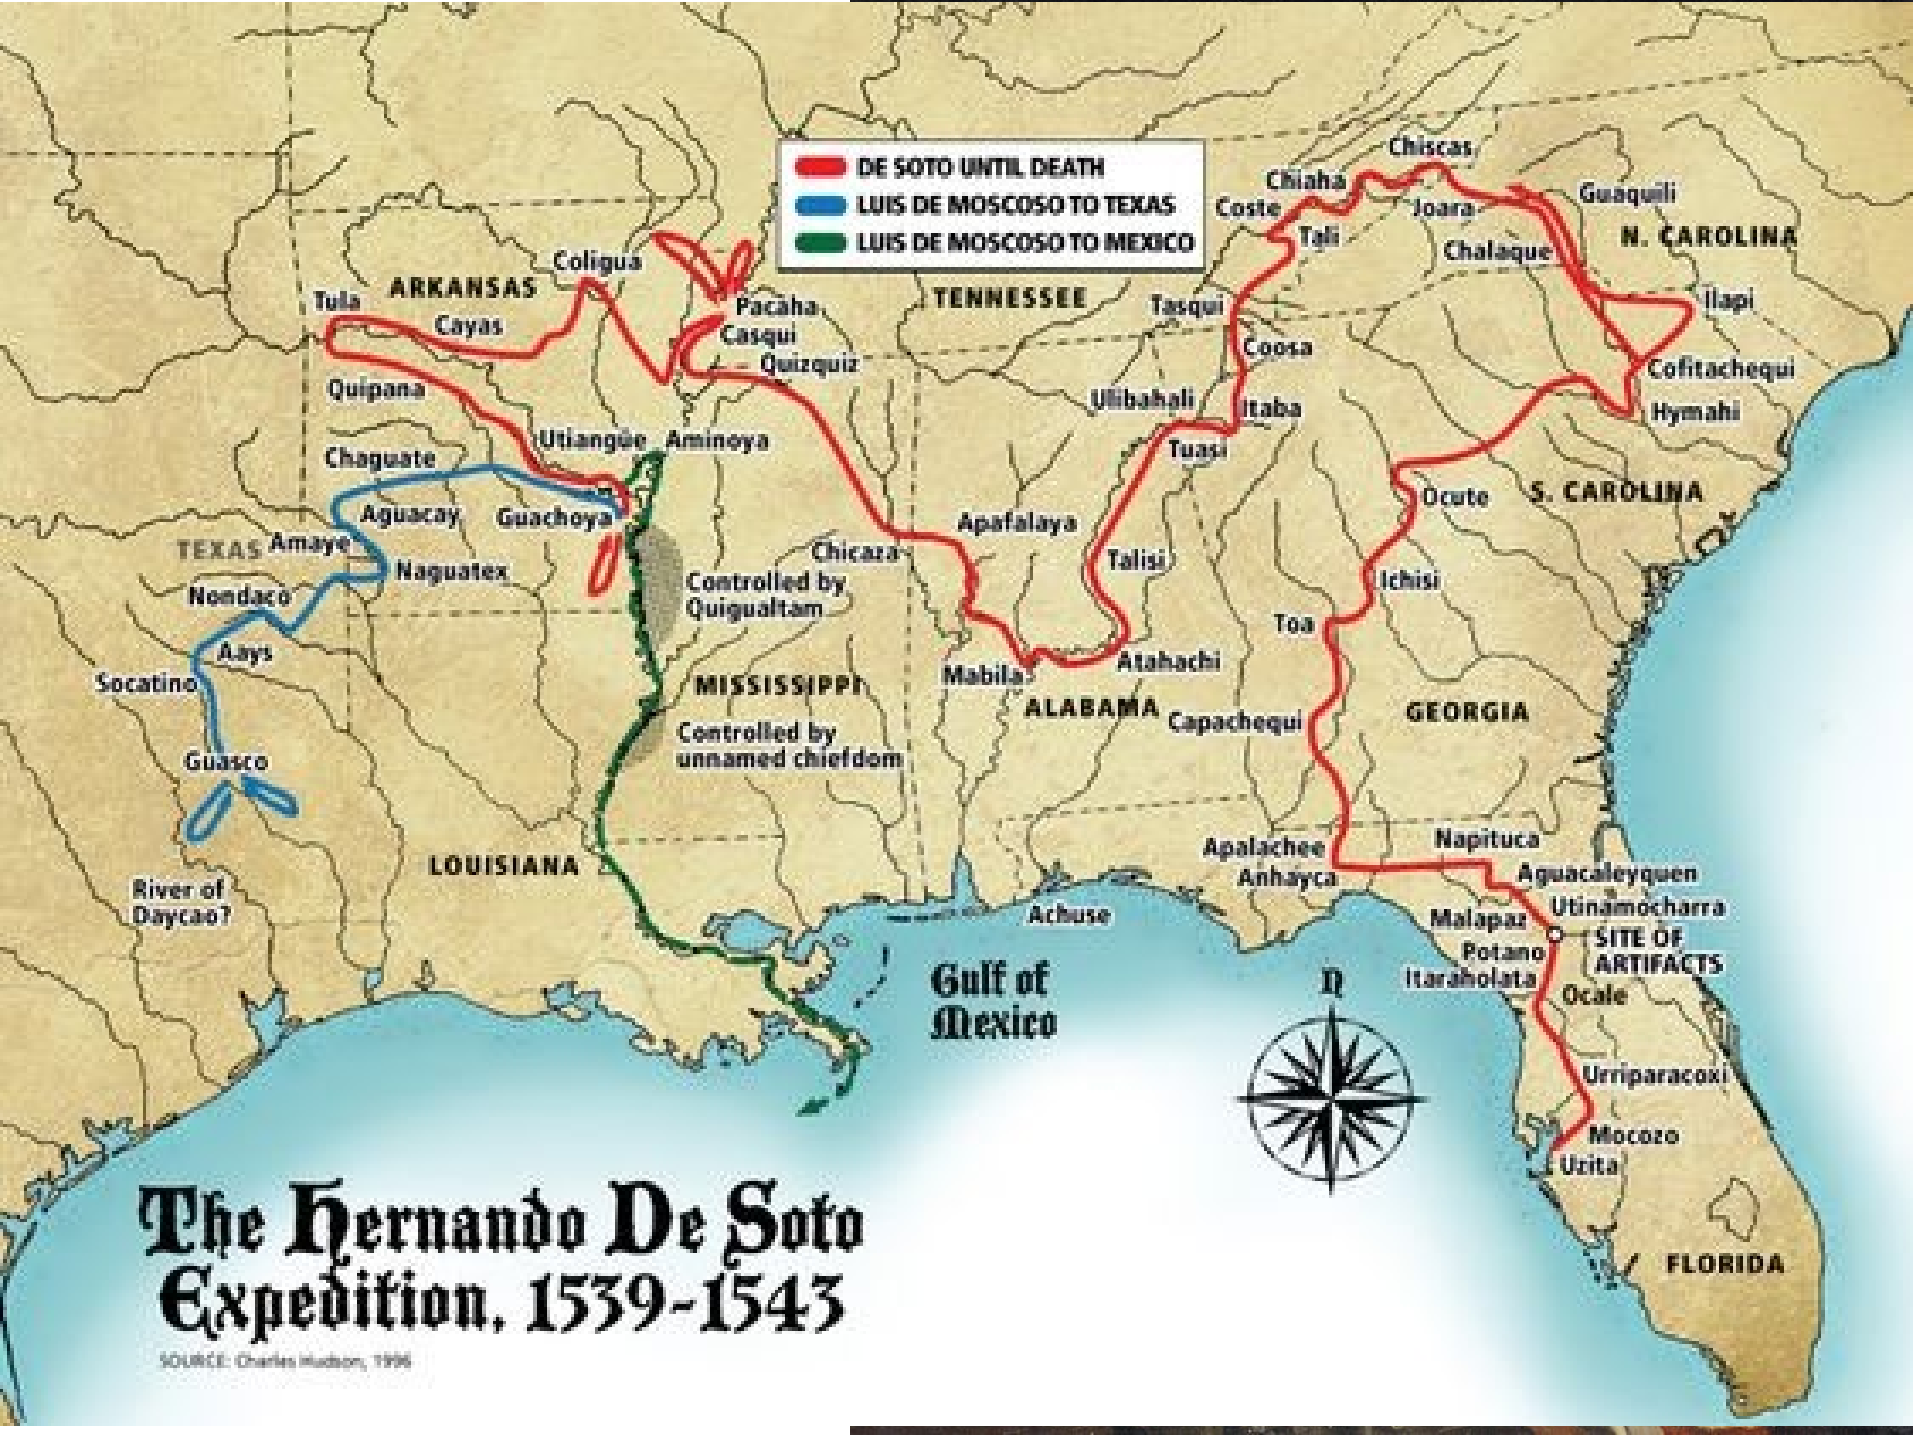 DE SOTO UNTIL DEATH
LUIS DE MOSCOSO TO TEXAS
LUIS DE MOSCOSO TO MEXICO
Chiscas
Chiaha
Guaquili
Coste
Joara
Tali
N. CAROLINA
Chalaque
Coligua
ARKANSAS
Tula
Pacaha
TENNESSEE
Tasqui
Ilapi
Cayas
Casqui
Quizquiz
Coosa
Cofitachequi
Quipana
Ulibahali
Itaba
Hymahi
Utiangüe
Aminoya
Tuasi
Chaguate
Ocute
S. CAROLINA
Aguacay
Guachoya
Apafalaya
TEXAS
Amaye
Chicaza
Talisi
Naguatex
Ichisi
Controlled by
Quigualtam
Nondaco
Toa
Aays
Atahachi
Socatino
Mabila
MISSISSIPPI
ALABAMA
Capachequi
GEORGIA
Controlled by
unnamed chiefdom
Guasco
Apalachee
Napituca
LOUISIANA
Anhayca
Aguacaleyquen
River of
Daycao?
Achuse
Utinamocharra
Malapaz
SITE OF
ARTIFACTS
Potano
Itaraholata
Ocale
Gulf of
Mexico
N
Urriparacoxi
Mocozo
Uzita
FLORIDA
The Hernando De Soto
Expedition, 1539-1543
SOURCE: Charles Hudson, 1996